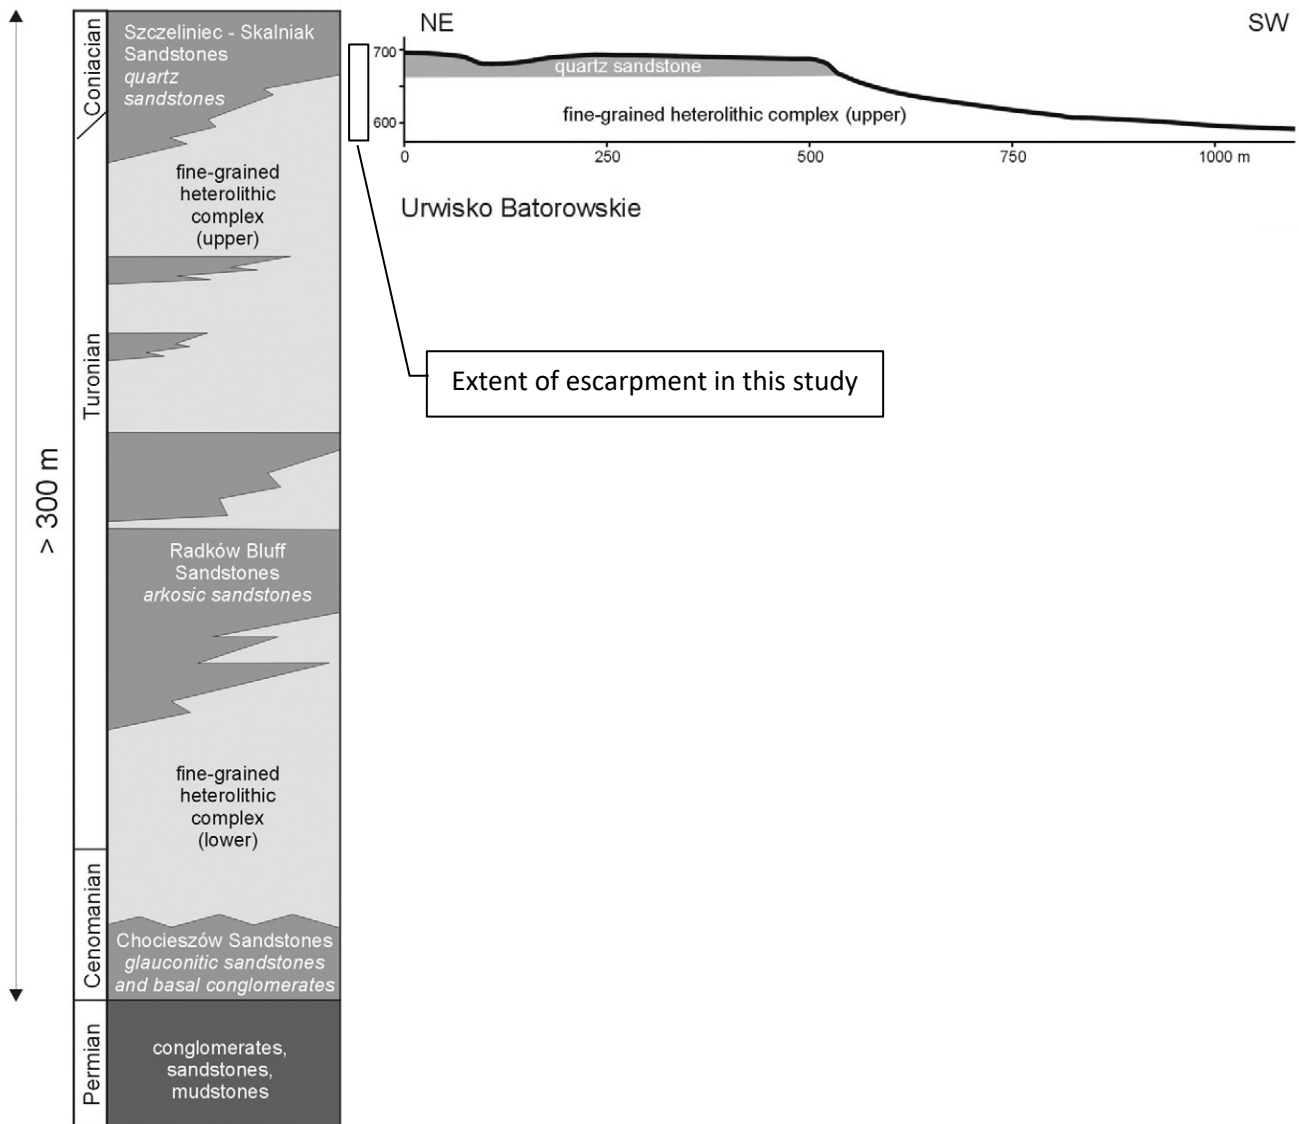 > 300 m
Coniacian
Turonian
Cenomanian
Permian
Szczeliniec - Skalniak
Sandstones
quartz
sandstones
fine-grained
heterolithic
complex
(upper)
Radków Bluff
Sandstones
arkosic sandstones
fine-grained
heterolithic
complex
(lower)
Chocieszów Sandstones
glauconitic sandstones
and basal conglomerates
conglomerates,
sandstones,
mudstones
NE
SW
700
600
quartz sandstone
fine-grained heterolithic complex (upper)
0
250
500
750
1000 m
Urwisko Batorowskie
Extent of escarpment in this study